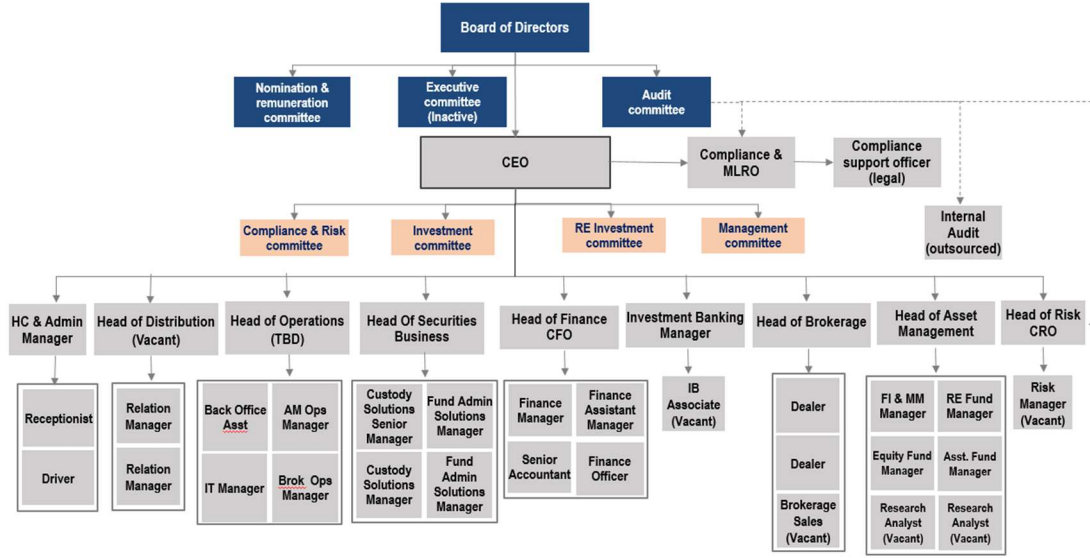 Board of Directors
Nomination &
remuneration
committee
Executive
committee
(Inactive)
Audit
committee
CEO
Compliance &
MLRO
Compliance
support officer
(legal)
Internal
Audit
(outsourced)
Compliance & Risk
committee
Investment
committee
RE Investment
committee
Management
committee
HC & Admin
Manager
Head of Distribution
(Vacant)
Head of Operations
(TBD)
Head Of Securities
Business
Head of Finance
CFO
Investment Banking
Manager
Head of Brokerage
Head of Asset
Management
Head of Risk
CRO
Receptionist
Driver
Relation
Manager
Relation
Manager
Back Office
Asst
AM Ops
Manager
IT Manager
Brok Ops
Manager
Custody
Solutions
Senior
Manager
Fund Admin
Solutions
Manager
Custody
Solutions
Manager
Fund
Admin
Solutions
Manager
Finance
Manager
Finance
Assistant
Manager
Senior
Accountant
Finance
Officer
IB
Associate
(Vacant)
Dealer
Dealer
Brokerage
Sales
(Vacant)
FI & MM
Manager
RE Fund
Manager
Equity Fund
Manager
Asst. Fund
Manager
Research
Analyst
(Vacant)
Research
Analyst
(Vacant)
Risk
Manager
(Vacant)